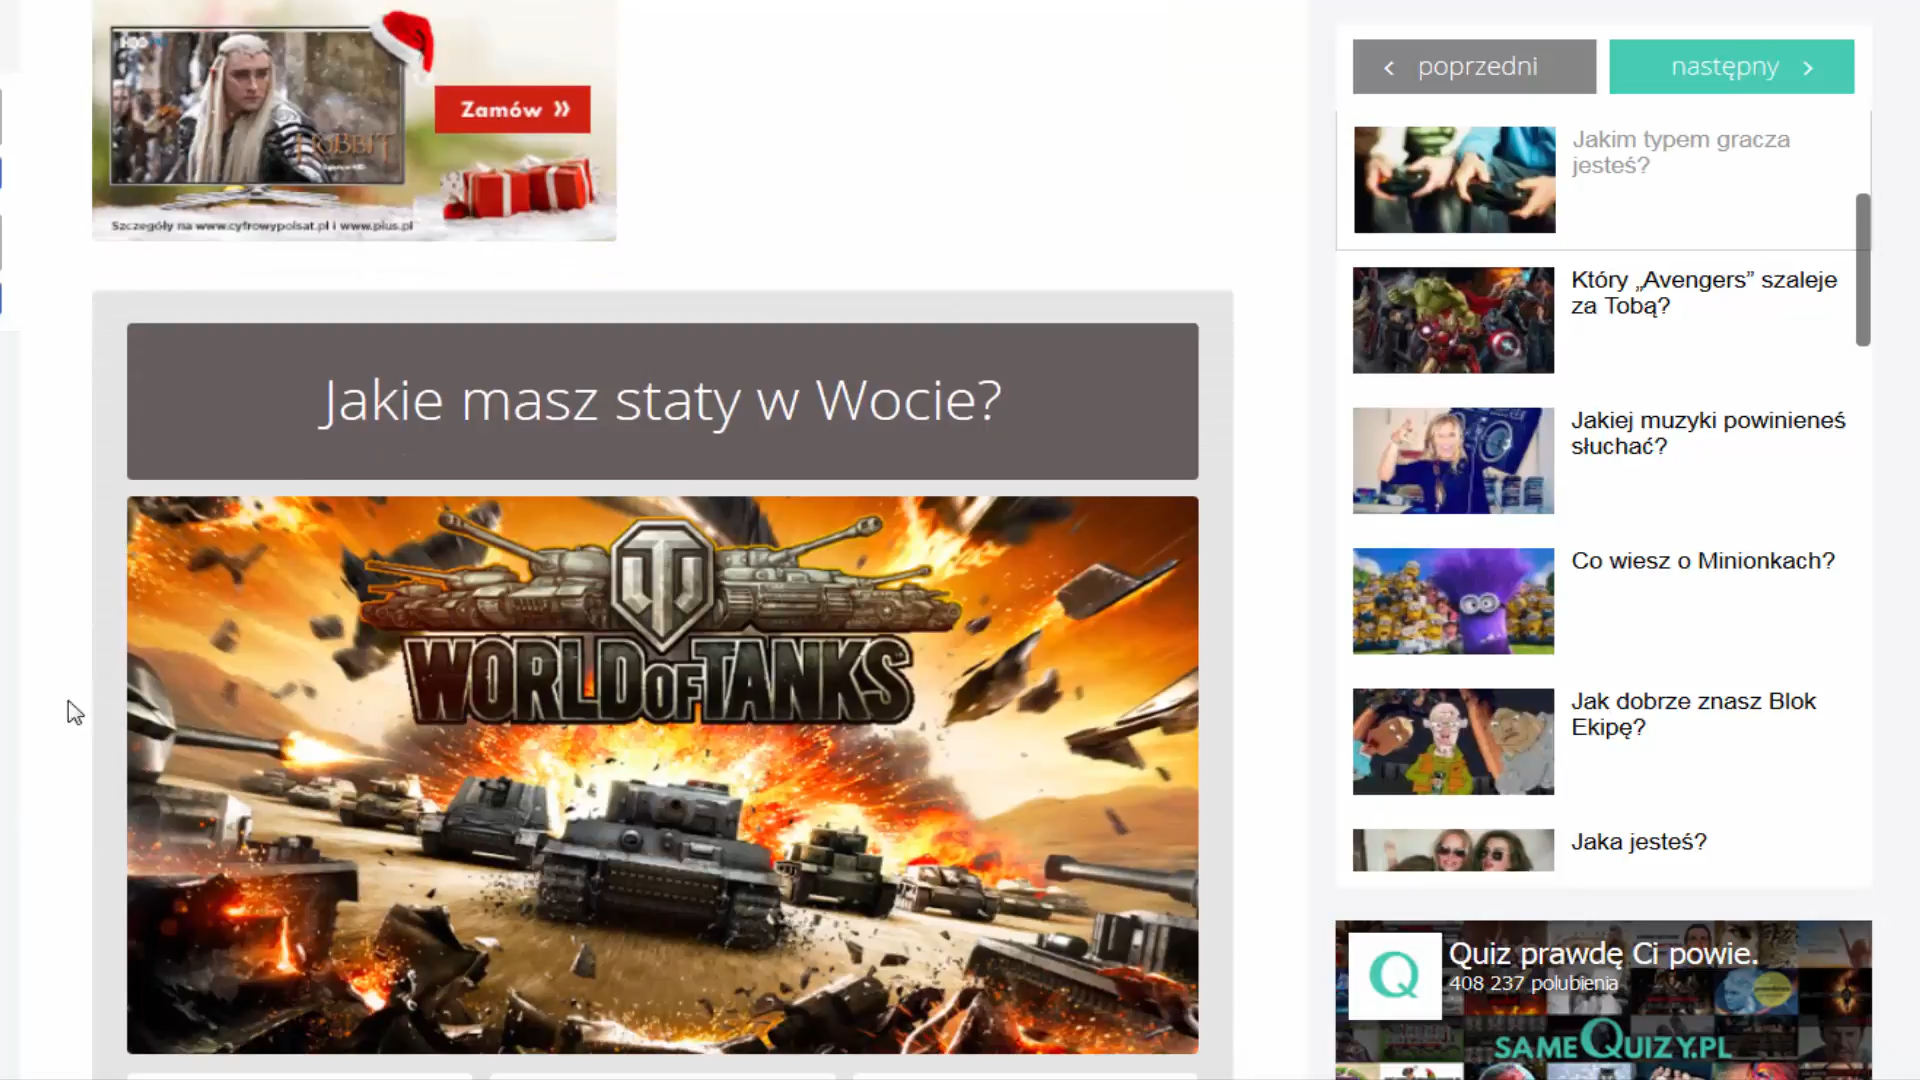 HBO
HOBBIT
Zamów »
Szczegóły na www.cyfrowypolsat.pl i www.plus.pl
Jakie masz staty w Wocie?
WORLD OF TANKS
‹ poprzedni
następny ›
Jakim typem gracza
jesteś?
Który „Avengers” szaleje
za Tobą?
Jakiej muzyki powinieneś
słuchać?
Co wiesz o Minionkach?
Jak dobrze znasz Blok
Ekipę?
Jaka jesteś?
Q
Quiz prawdę Ci powie.
408 237 polubienia
SAMEQUIZY.PL